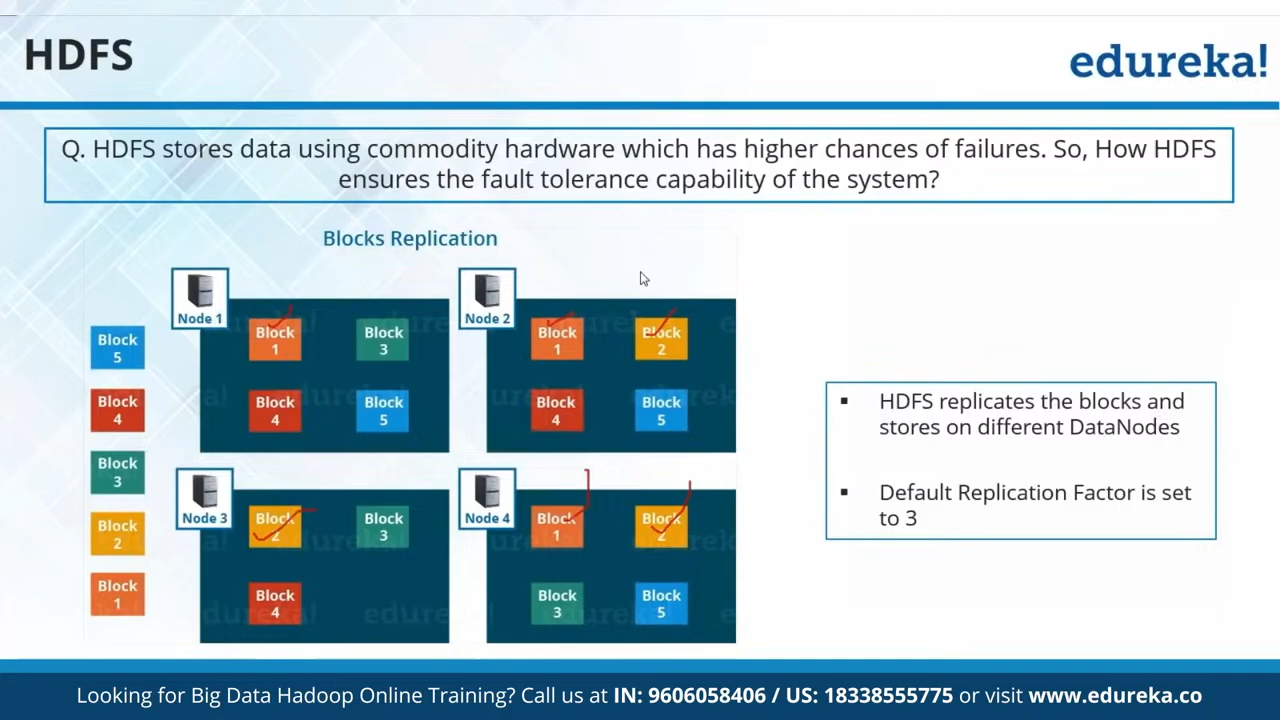 HDFS
edureka!
Q. HDFS stores data using commodity hardware which has higher chances of failures. So, How HDFS
ensures the fault tolerance capability of the system?
Blocks Replication
Block
5
Block
4
Block
3
Block
2
Block
1
Node 1
Block
1
Block
3
Block
4
Block
5
Node 2
Block
1
Block
2
Block
4
Block
5
Node 3
Block
2
Block
3
Block
4
Node 4
Block
1
Block
2
Block
3
Block
5
▪ HDFS replicates the blocks and
stores on different DataNodes
▪ Default Replication Factor is set
to 3
Looking for Big Data Hadoop Online Training? Call us at IN: 9606058406 / US: 18338555775 or visit www.edureka.co